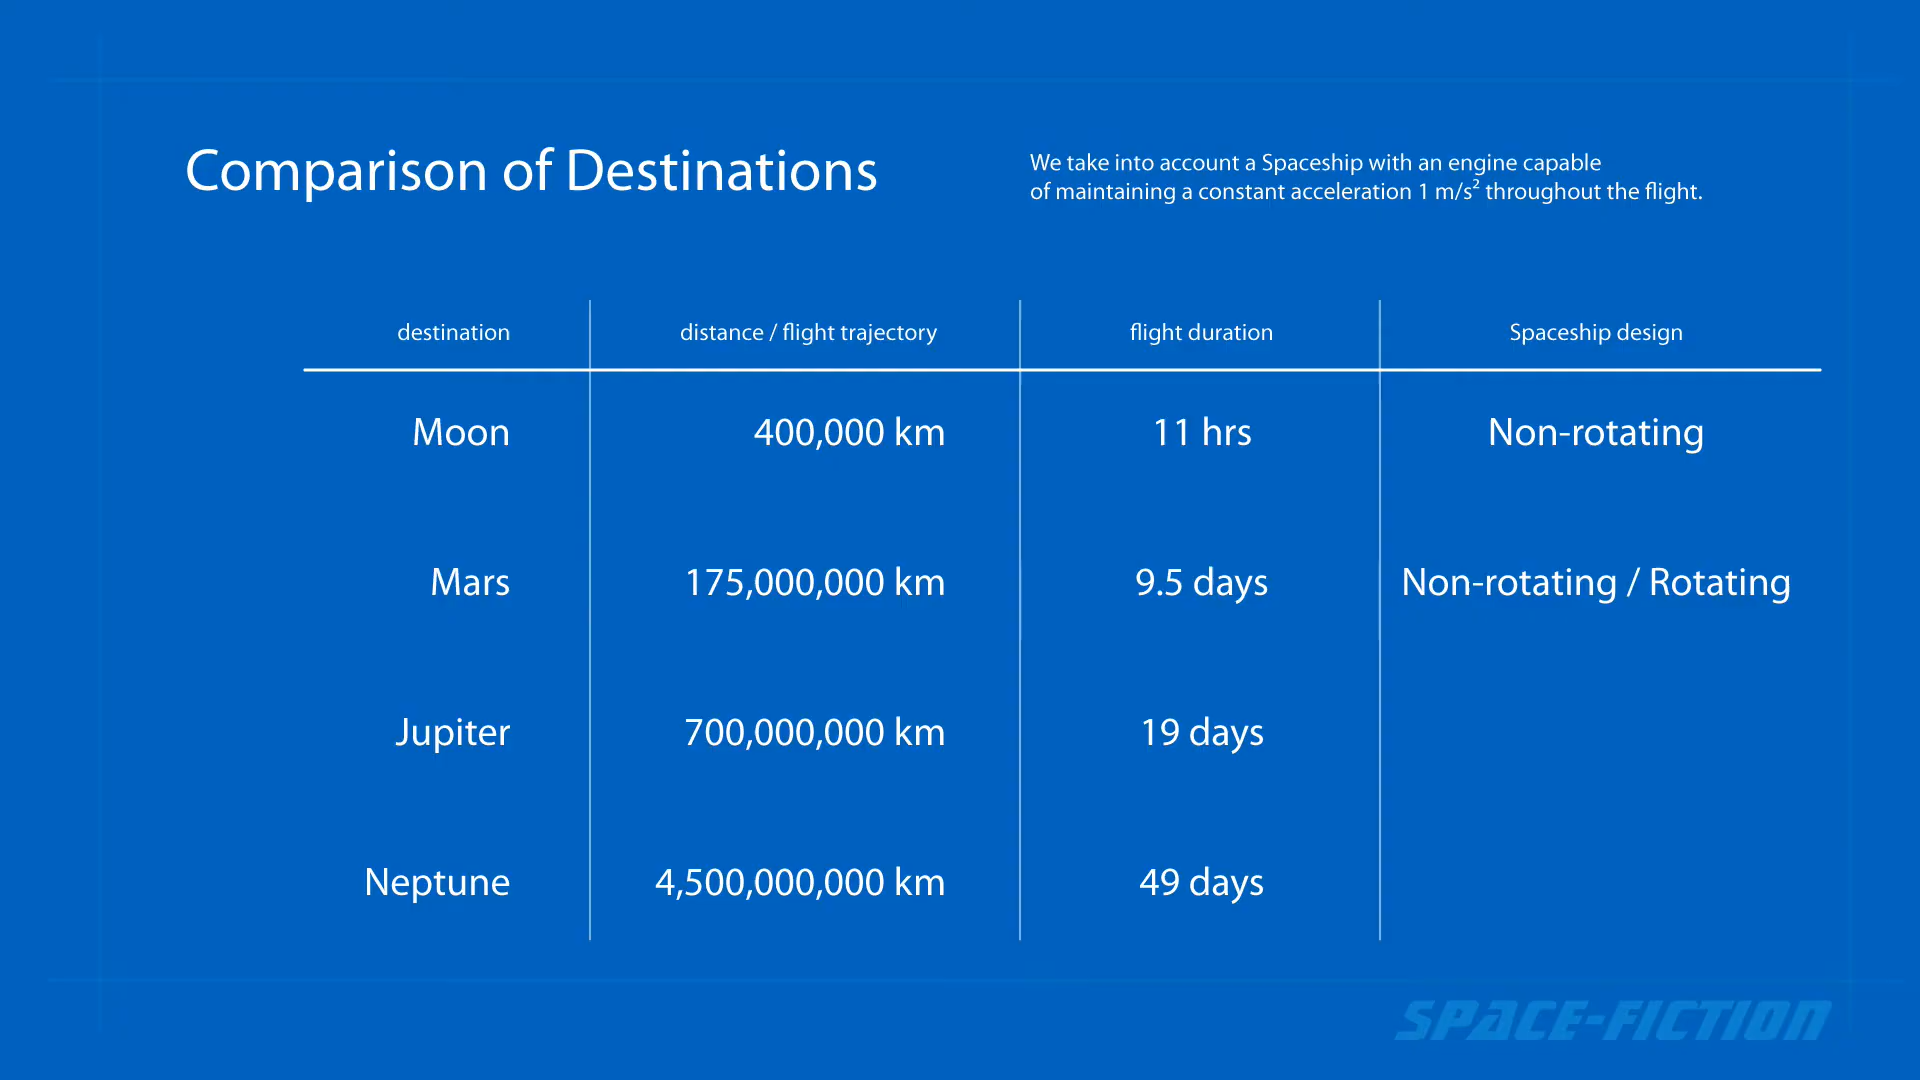 Comparison of Destinations
We take into account a Spaceship with an engine capable
of maintaining a constant acceleration 1 m/s² throughout the flight.
destination distance / flight trajectory flight duration Spaceship design
Moon 400,000 km 11 hrs Non-rotating
Mars 175,000,000 km 9.5 days Non-rotating / Rotating
Jupiter 700,000,000 km 19 days
Neptune 4,500,000,000 km 49 days
SPACE-FICTION